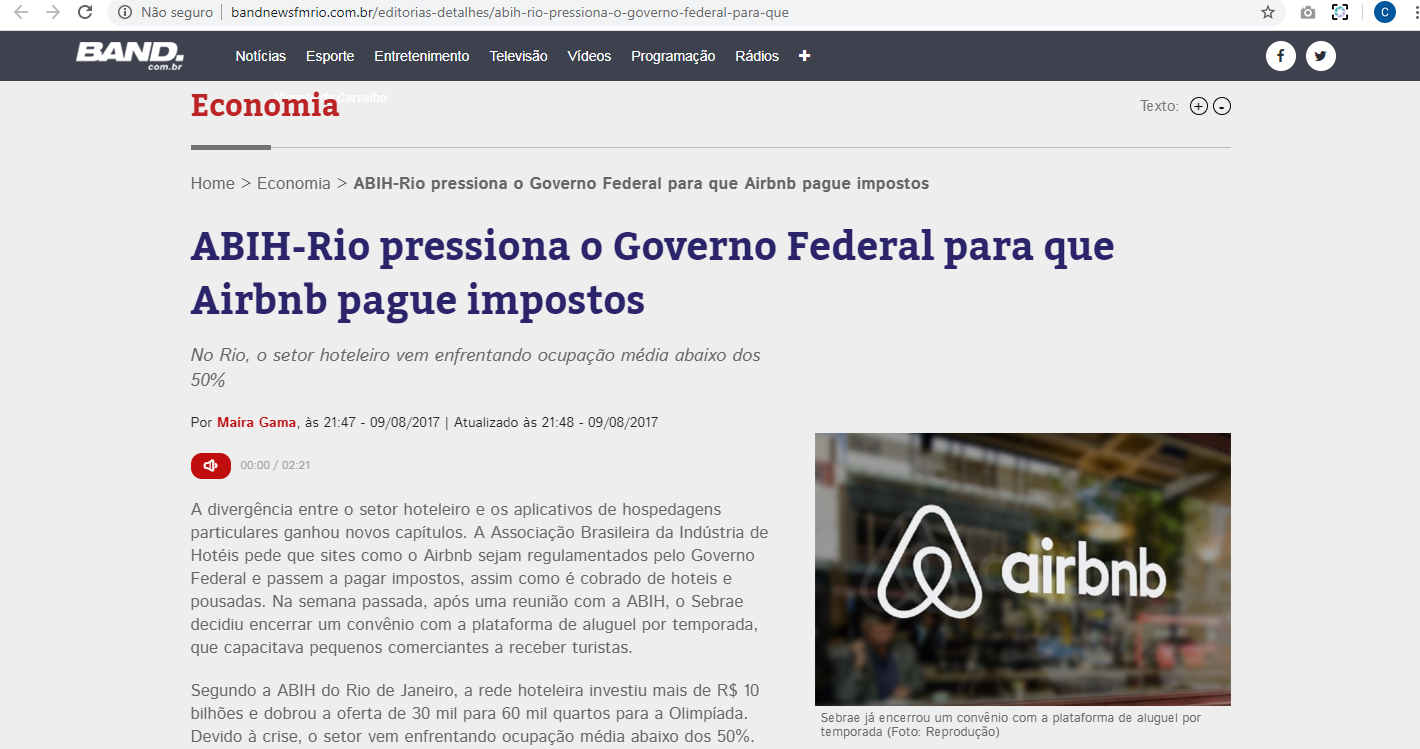 Não seguro
bandnewsfmrio.com.br/editorias-detalhes/abih-rio-pressiona-o-governo-federal-para-que
C
BAND.
com.br
Notícias Esporte Entretenimento Televisão Vídeos Programação Rádios +
Economia
Carvalho
Texto: + -
Home > Economia > ABIH-Rio pressiona o Governo Federal para que Airbnb pague impostos
ABIH-Rio pressiona o Governo Federal para que
Airbnb pague impostos
No Rio, o setor hoteleiro vem enfrentando ocupação média abaixo dos
50%
Por Maíra Gama, às 21:47 - 09/08/2017 | Atualizado às 21:48 - 09/08/2017
00:00 / 02:21
A divergência entre o setor hoteleiro e os aplicativos de hospedagens
particulares ganhou novos capítulos. A Associação Brasileira da Indústria de
Hotéis pede que sites como o Airbnb sejam regulamentados pelo Governo
Federal e passem a pagar impostos, assim como é cobrado de hoteis e
pousadas. Na semana passada, após uma reunião com a ABIH, o Sebrae
decidiu encerrar um convênio com a plataforma de aluguel por temporada,
que capacitava pequenos comerciantes a receber turistas.
Segundo a ABIH do Rio de Janeiro, a rede hoteleira investiu mais de R$ 10
bilhões e dobrou a oferta de 30 mil para 60 mil quartos para a Olimpíada.
Devido à crise, o setor vem enfrentando ocupação média abaixo dos 50%.
airbnb
Sebrae já encerrou um convênio com a plataforma de aluguel por
temporada (Foto: Reprodução)